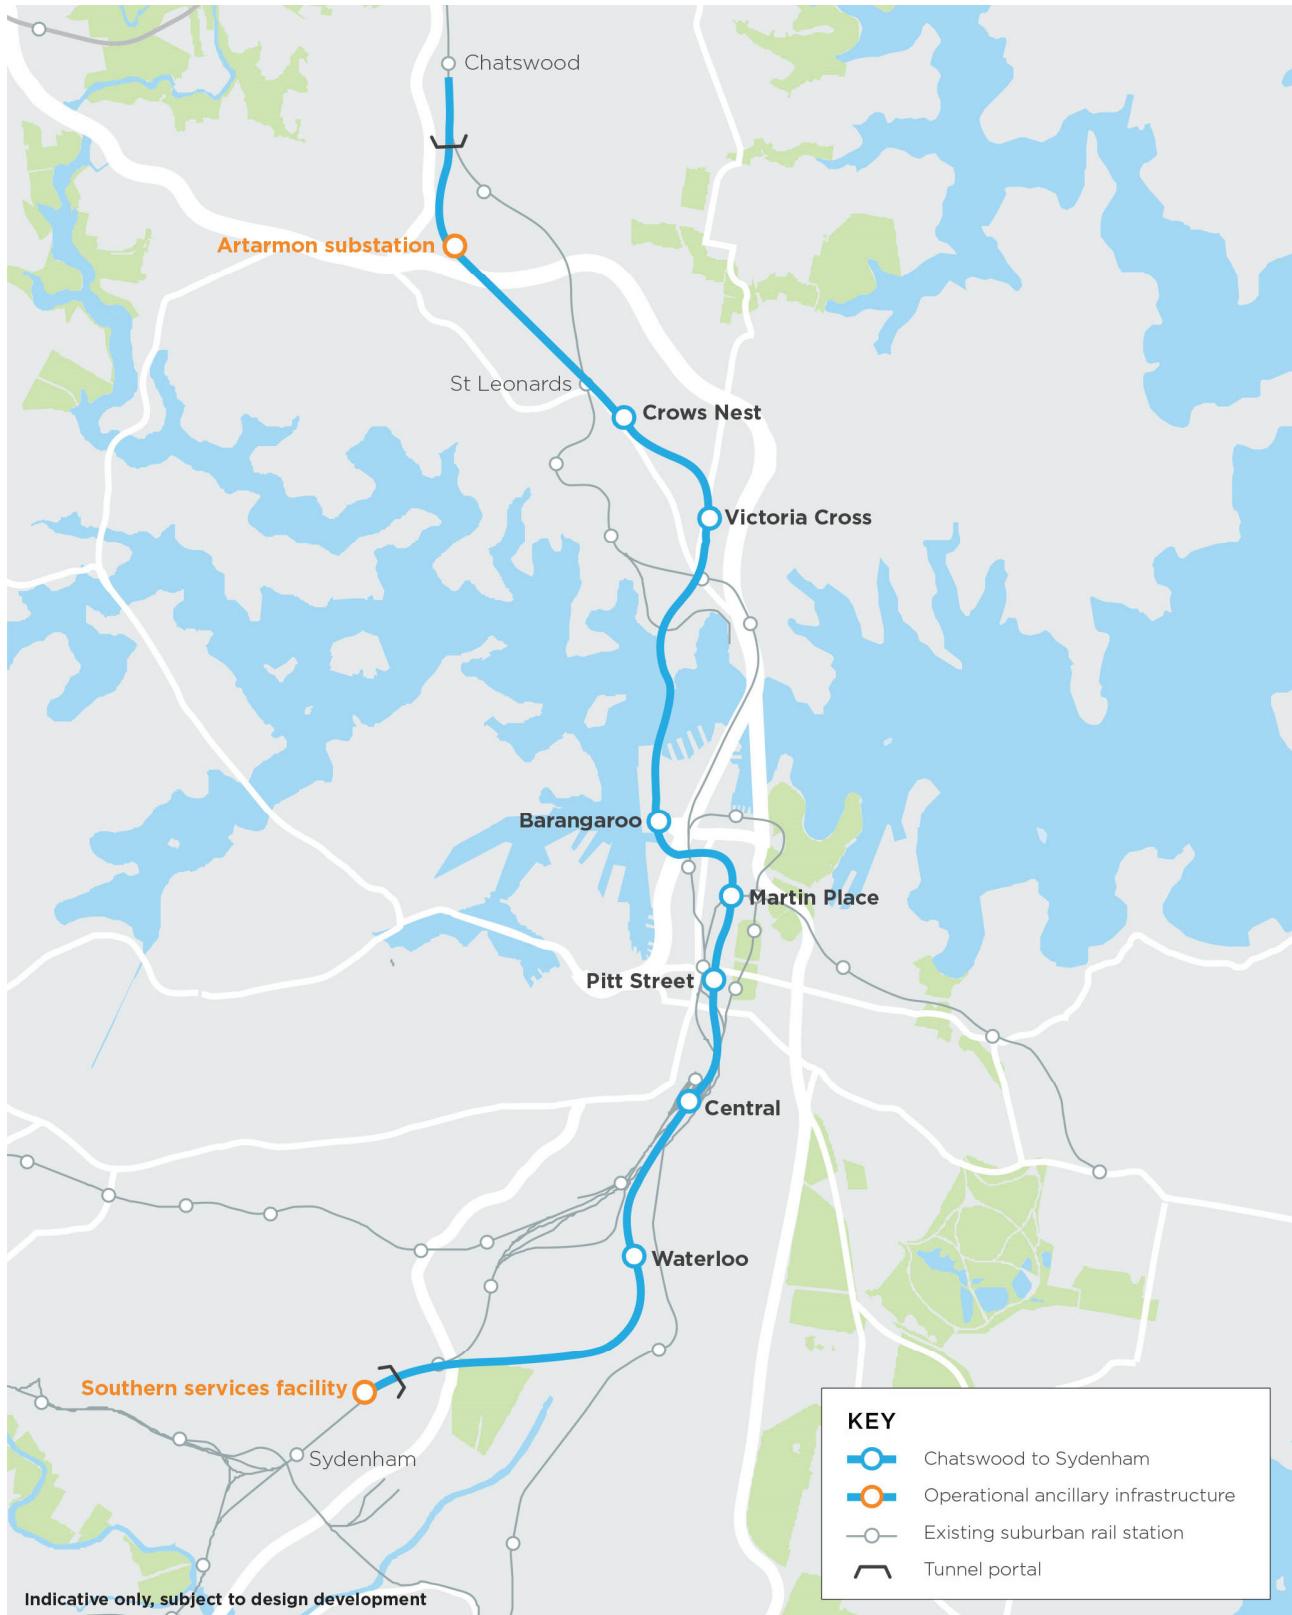 Chatswood
Artarmon substation
St Leonards
Crows Nest
Victoria Cross
Barangaroo
Martin Place
Pitt Street
Central
Waterloo
Southern services facility
Sydenham
KEY
Chatswood to Sydenham
Operational ancillary infrastructure
Existing suburban rail station
Tunnel portal
Indicative only, subject to design development